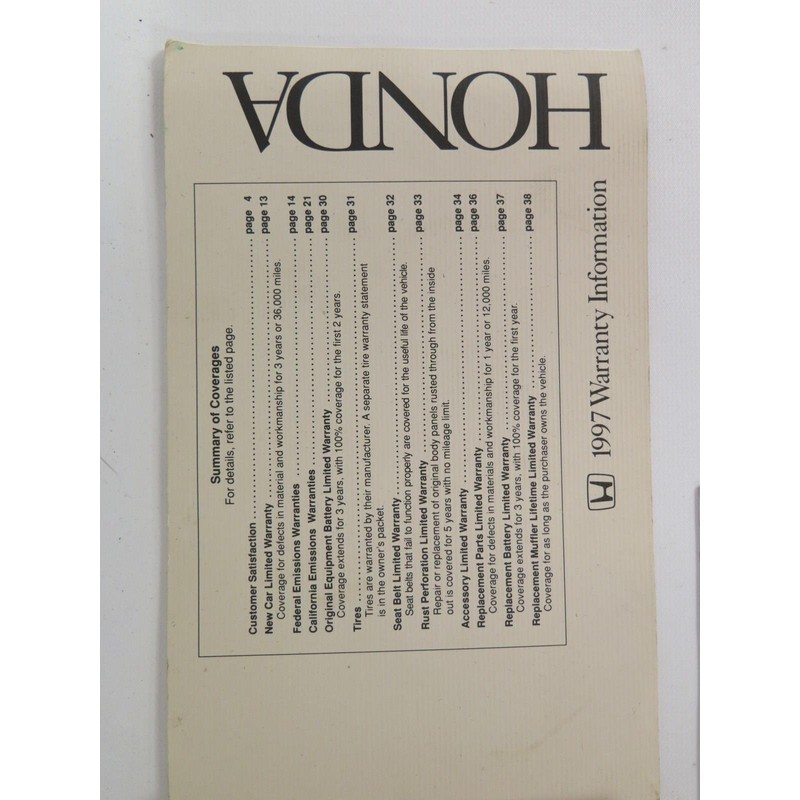 HONDA
Summary of Coverages
For details, refer to the listed page.
Customer Satisfaction .......... page 4
New Car Limited Warranty .......... page 13
Coverage for defects in material and workmanship for 3 years or 36,000 miles.
Federal Emissions Warranties .......... page 14
California Emissions Warranties .......... page 21
Original Equipment Battery Limited Warranty .......... page 30
Coverage extends for 3 years, with 100% coverage for the first 2 years.
Tires .......... page 31
Tires are warranted by their manufacturer. A separate tire warranty statement
is in the owner's packet.
Seat Belt Limited Warranty .......... page 32
Seat belts that fail to function properly are covered for the useful life of the vehicle.
Rust Perforation Limited Warranty .......... page 33
Repair or replacement of original body panels rusted through from the inside
out is covered for 5 years with no mileage limit.
Accessory Limited Warranty .......... page 34
Replacement Parts Limited Warranty .......... page 36
Coverage for defects in materials and workmanship for 1 year or 12,000 miles.
Replacement Battery Limited Warranty .......... page 37
Coverage extends for 3 years, with 100% coverage for the first year.
Replacement Muffler Lifetime Limited Warranty .......... page 38
Coverage for as long as the purchaser owns the vehicle.
1997 Warranty Information